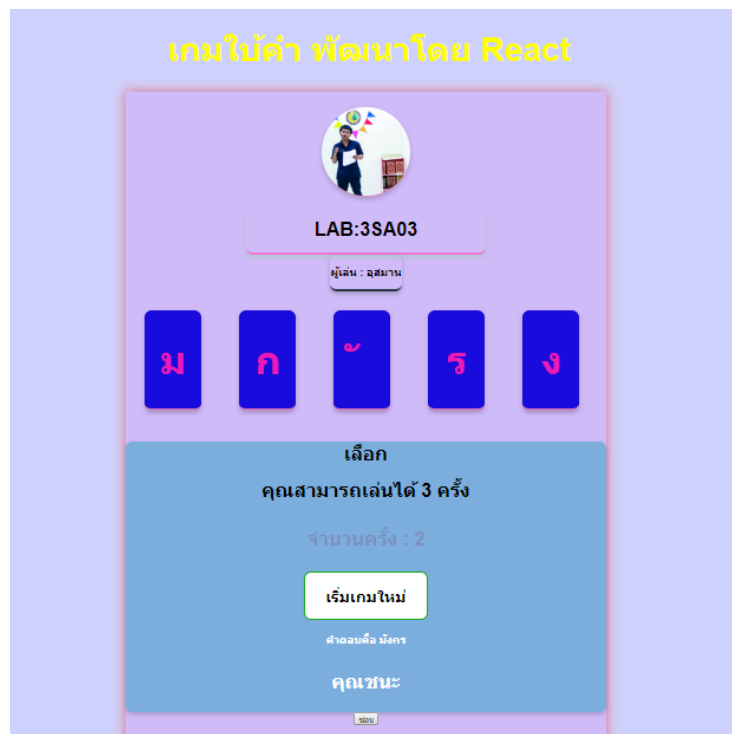 เกมใบ้คำ พัฒนาโดย React
LAB:3SA03
ผู้เล่น : อุสมาน
ม ก ั ร ง
เลือก
คุณสามารถเล่นได้ 3 ครั้ง
จำนวนครั้ง : 2
เริ่มเกมใหม่
คำตอบคือ มังกร
คุณชนะ
ซ่อน